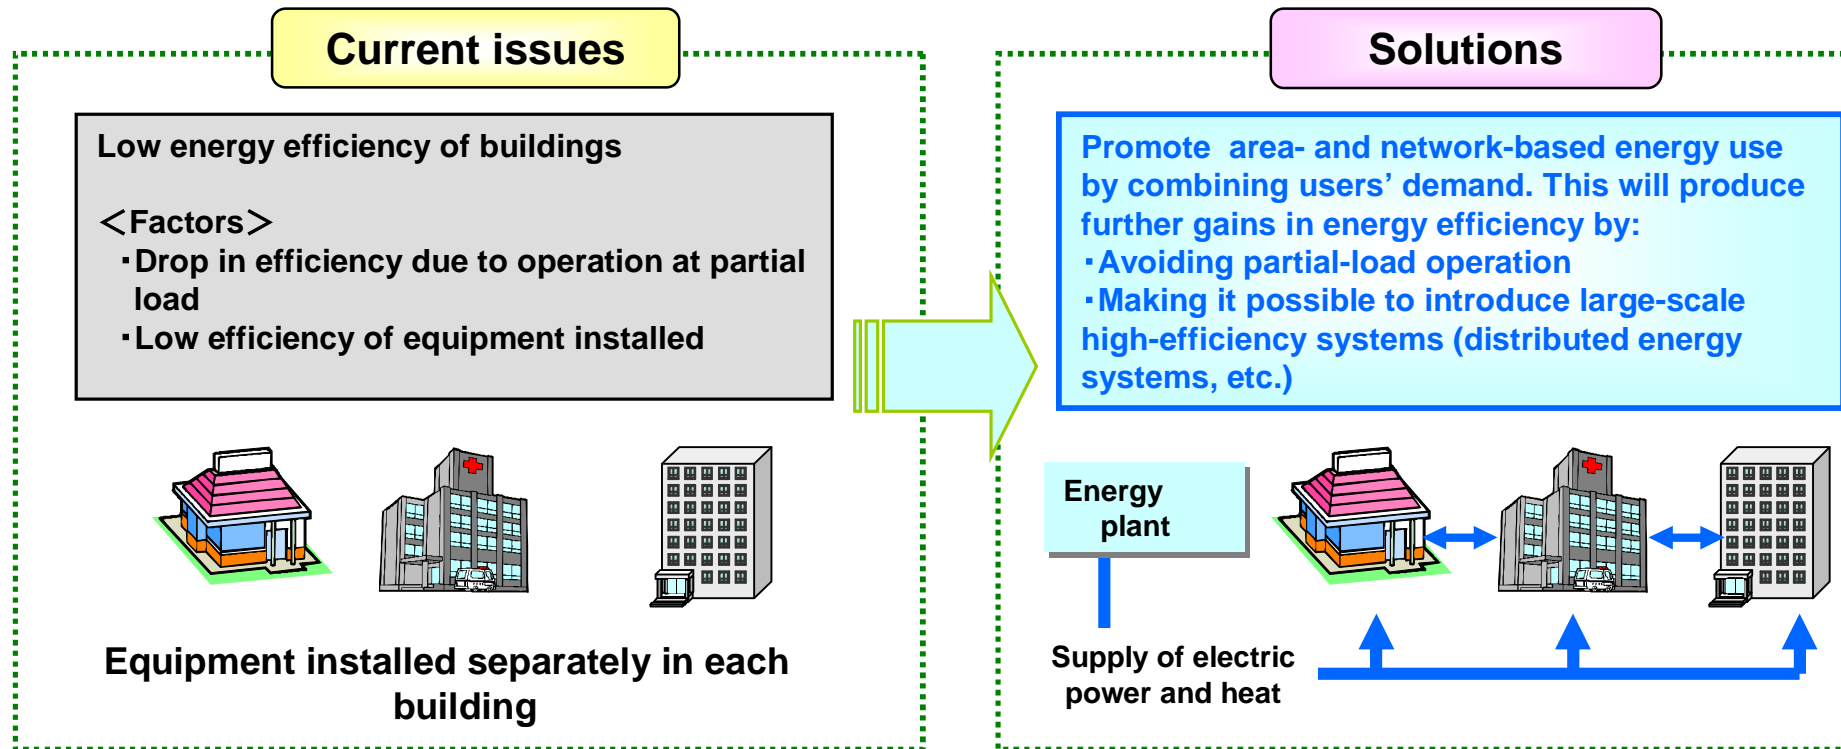 Current issues
Low energy efficiency of buildings
＜Factors＞
・Drop in efficiency due to operation at partial
load
・Low efficiency of equipment installed
Equipment installed separately in each
building
Solutions
Promote area- and network-based energy use
by combining users’ demand. This will produce
further gains in energy efficiency by:
・Avoiding partial-load operation
・Making it possible to introduce large-scale
high-efficiency systems (distributed energy
systems, etc.)
Energy
plant
Supply of electric
power and heat